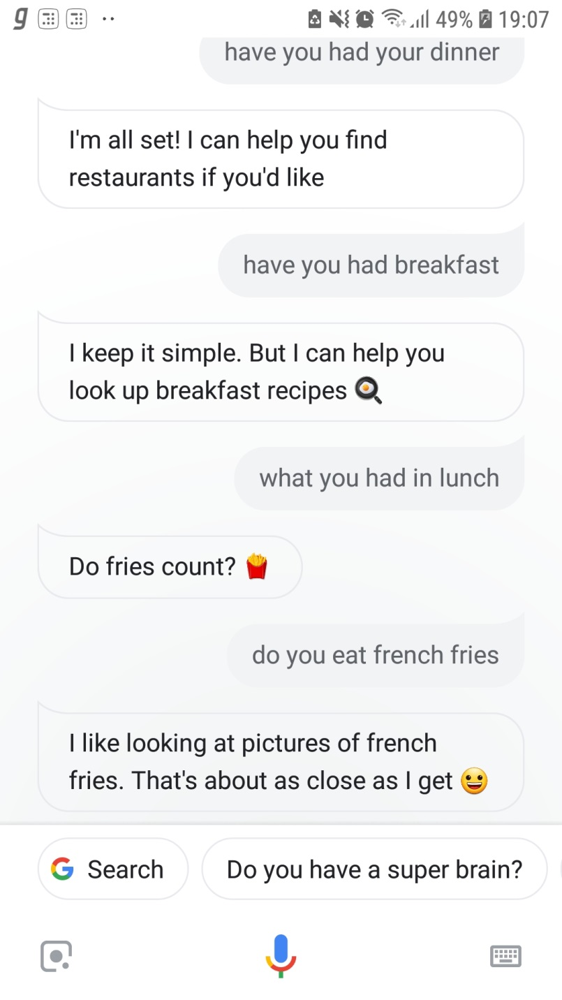 g 49% 19:07
have you had your dinner
I'm all set! I can help you find
restaurants if you'd like
have you had breakfast
I keep it simple. But I can help you
look up breakfast recipes 🍳
what you had in lunch
Do fries count? 🍟
do you eat french fries
I like looking at pictures of french
fries. That's about as close as I get 😀
G Search Do you have a super brain?